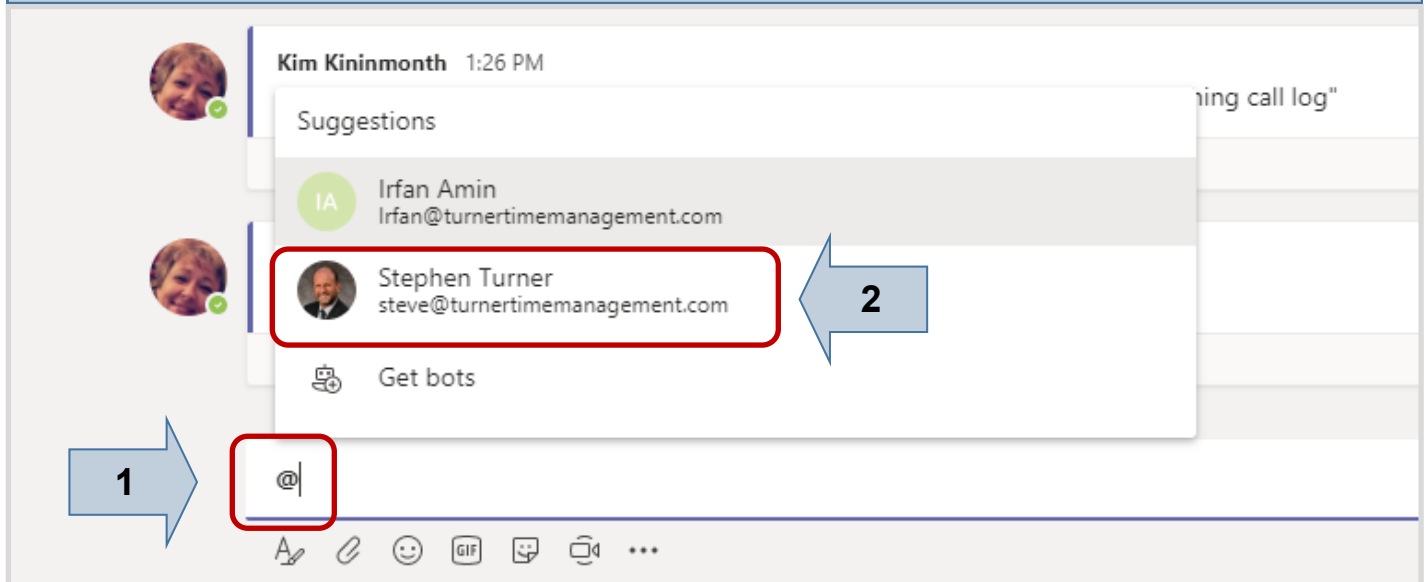 Kim Kininmonth 1:26 PM
ning call log"
Suggestions
IA
Irfan Amin
Irfan@turnertimemanagement.com
Stephen Turner
steve@turnertimemanagement.com
2
Get bots
1
@
GIF